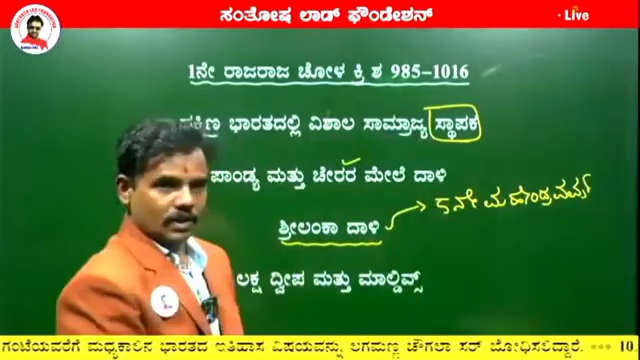 ಸಂತೋಷ ಲಾಡ್ ಫೌಂಡೇಶನ್
Live
1ನೇ ರಾಜರಾಜ ಚೋಳ ಕ್ರಿ ಶ 985-1016
ದಕ್ಷಿಣ ಭಾರತದಲ್ಲಿ ವಿಶಾಲ ಸಾಮ್ರಾಜ್ಯ ಸ್ಥಾಪಕ
ಪಾಂಡ್ಯ ಮತ್ತು ಚೇರರ ಮೇಲೆ ದಾಳಿ
ಶ್ರೀಲಂಕಾ ದಾಳಿ 5ನೇ ಮಹೇಂದ್ರವರ್ಮ
ಲಕ್ಷ ದ್ವೀಪ ಮತ್ತು ಮಾಲ್ಡಿವ್ಸ್
ಗಂಟೆಯವರೆಗೆ ಮಧ್ಯಕಾಲಿನ ಭಾರತದ ಇತಿಹಾಸ ವಿಷಯವನ್ನು ಲಗಮಣ್ಣ ಚೌಗಲಾ ಸರ್ ಬೋಧಿಸಲಿದ್ದಾರೆ. 10